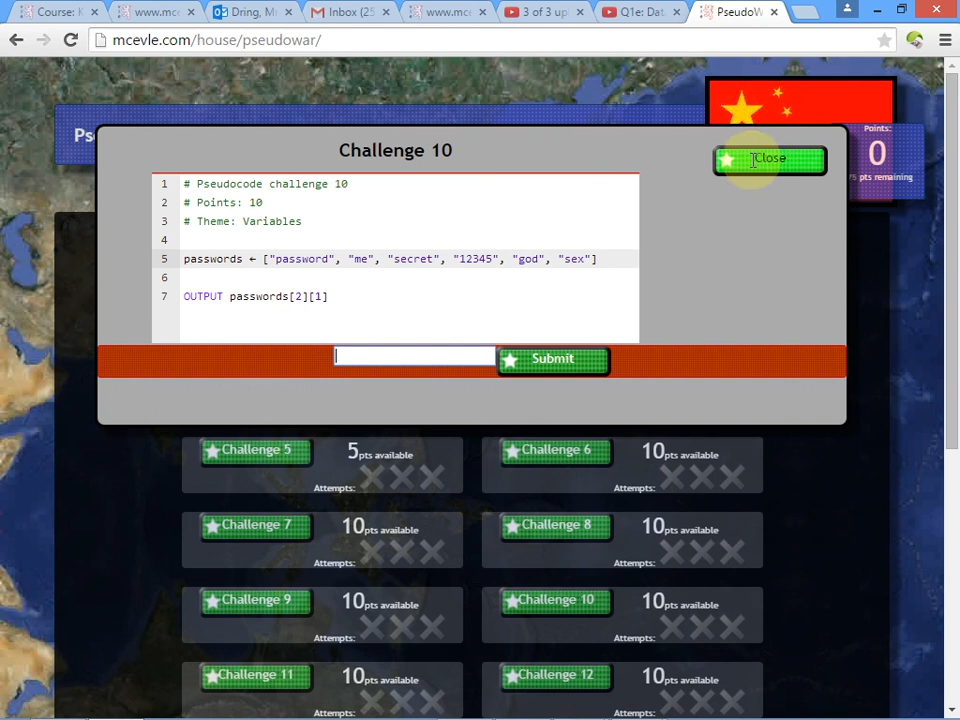 Course: K
www.mce
Dring, M
Inbox (25
www.mce
3 of 3 up
Q1e: Dat
PseudoW
mcevle.com/house/pseudowar/
Ps
Points:
0
pts remaining
Challenge 10
Close
1 # Pseudocode challenge 10
2 # Points: 10
3 # Theme: Variables
4
5 passwords ← ["password", "me", "secret", "12345", "god", "sex"]
6
7 OUTPUT passwords[2][1]
Submit
Challenge 5 5pts available
Attempts:
Challenge 6 10pts available
Attempts:
Challenge 7 10pts available
Attempts:
Challenge 8 10pts available
Attempts:
Challenge 9 10pts available
Attempts:
Challenge 10 10pts available
Attempts:
Challenge 11 10pts available
Attempts:
Challenge 12 10pts available
Attempts: